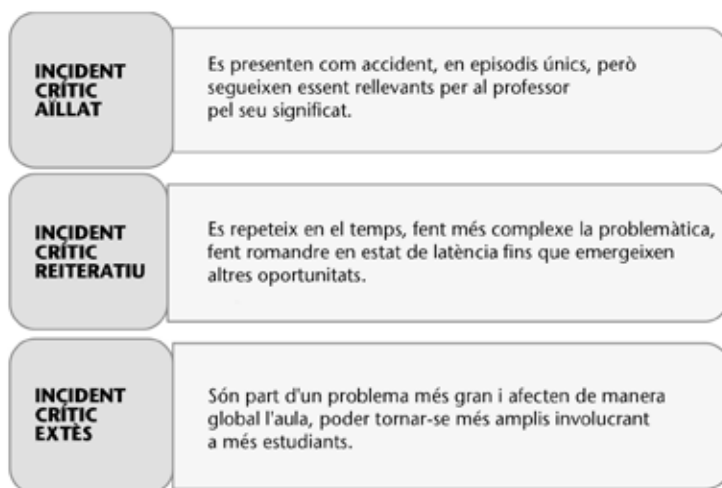 INCIDENT
CRÍTIC
AÏLLAT
Es presenten com accident, en episodis únics, però
segueixen essent rellevants per al professor
pel seu significat.
INCIDENT
CRÍTIC
REITERATIU
Es repeteix en el temps, fent més complexe la problemàtica,
fent romandre en estat de latència fins que emergeixen
altres oportunitats.
INCIDENT
CRÍTIC
EXTÈS
Són part d'un problema més gran i afecten de manera
global l'aula, poder tornar-se més amplis involucrant
a més estudiants.